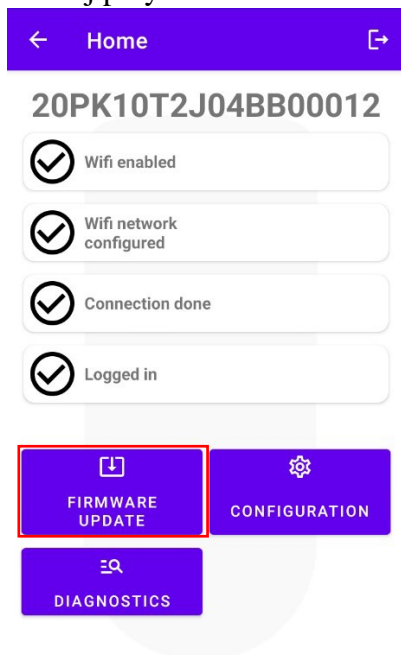 Home
20PK10T2J04BB00012
Wifi enabled
Wifi network
configured
Connection done
Logged in
FIRMWARE
UPDATE
CONFIGURATION
DIAGNOSTICS